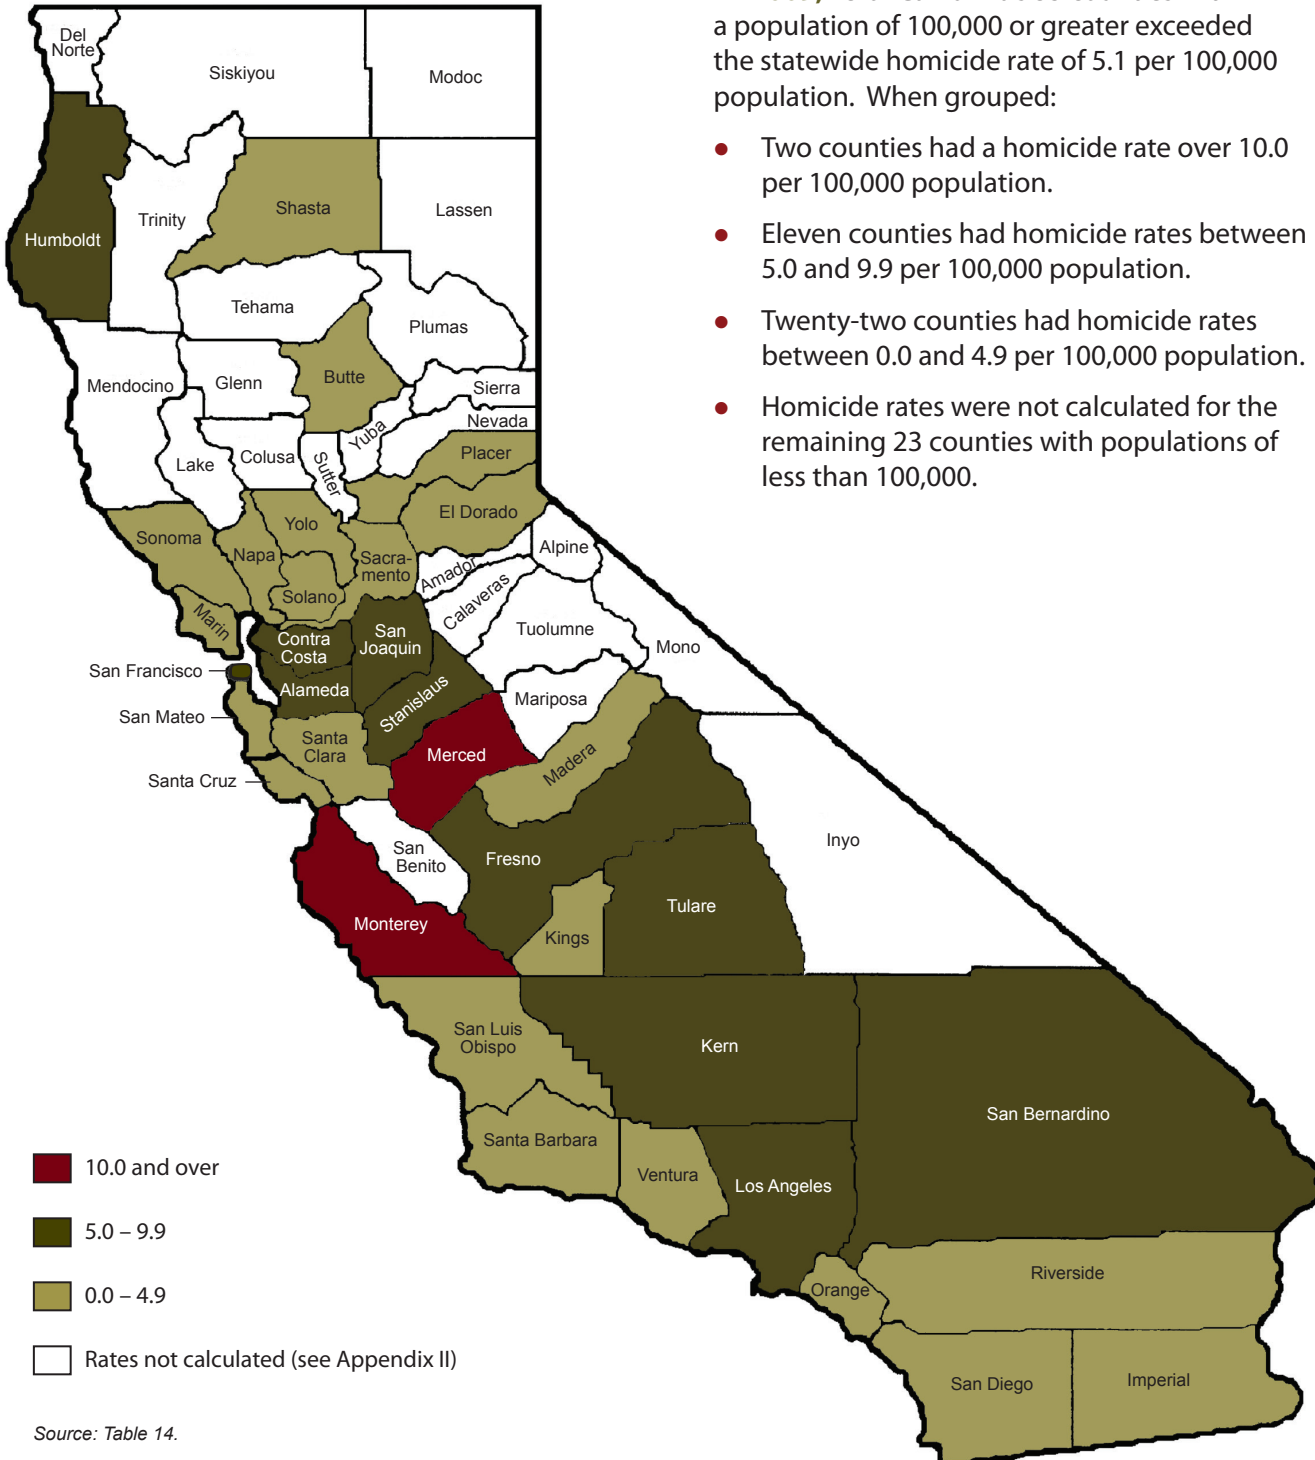 a population of 100,000 or greater exceeded
the statewide homicide rate of 5.1 per 100,000
population. When grouped:
• Two counties had a homicide rate over 10.0
per 100,000 population.
• Eleven counties had homicide rates between
5.0 and 9.9 per 100,000 population.
• Twenty-two counties had homicide rates
between 0.0 and 4.9 per 100,000 population.
• Homicide rates were not calculated for the
remaining 23 counties with populations of
less than 100,000.
Del
Norte
Siskiyou
Modoc
Humboldt
Trinity
Shasta
Lassen
Tehama
Plumas
Mendocino
Glenn
Butte
Sierra
Nevada
Yuba
Lake
Colusa
Sutter
Placer
El Dorado
Sonoma
Napa
Yolo
Sacra-
mento
Solano
Marin
Amador
Alpine
Calaveras
Tuolumne
Mono
Contra
Costa
San
Joaquin
San Francisco
Alameda
Stanislaus
Mariposa
San Mateo
Santa
Clara
Merced
Madera
Santa Cruz
San
Benito
Fresno
Inyo
Monterey
Kings
Tulare
San Luis
Obispo
Kern
San Bernardino
Santa Barbara
Ventura
Los Angeles
Orange
Riverside
San Diego
Imperial
10.0 and over
5.0 – 9.9
0.0 – 4.9
Rates not calculated (see Appendix II)
Source: Table 14.